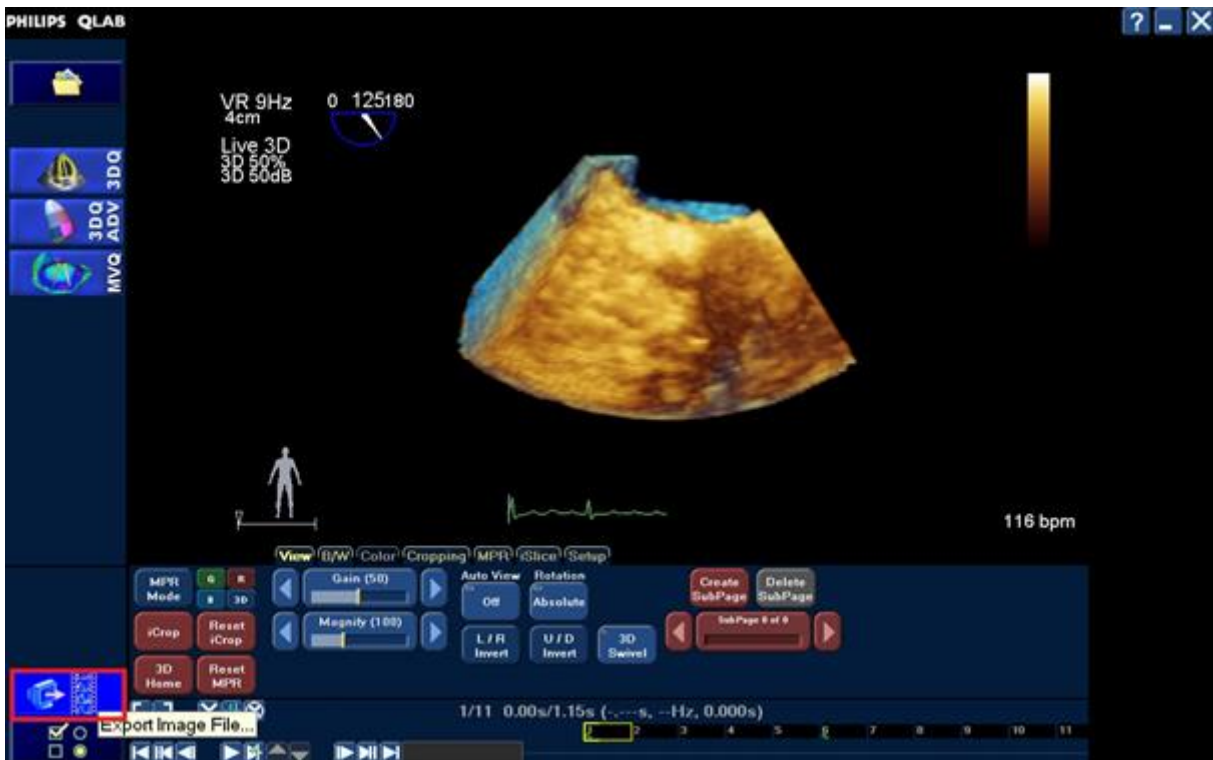 PHILIPS QLAB
?
VR 9Hz
4cm
0 125 180
Live 3D
3D 50%
3D 50dB
3DQ
3DQ
ADV
MVQ
116 bpm
View B/W Color Cropping MPR iSlice Setup
MPR
Mode
G R
B 3D
Gain (50)
Auto View
Off
Rotation
Absolute
Create
SubPage
Delete
SubPage
iCrop
Reset
iCrop
Magnify (100)
L / R
Invert
U / D
Invert
3D
Swivel
SubPage 0 of 0
3D
Home
Reset
MPR
Export Image File...
1/11 0.00s/1.15s (-.---s, --Hz, 0.000s)
1 2 3 4 5 6 7 8 9 10 11